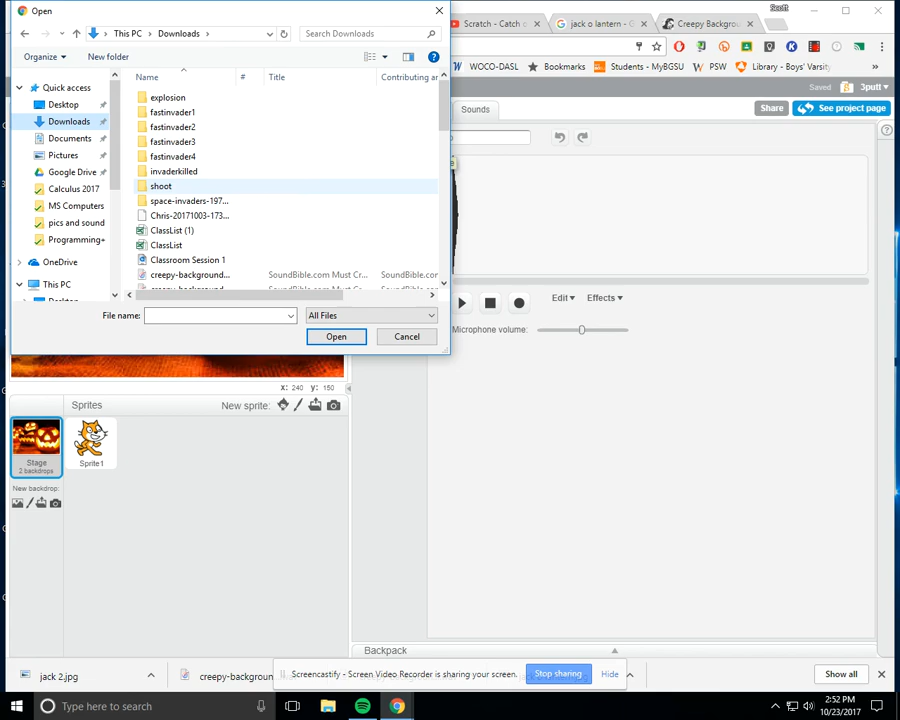 Open
Scott
Scratch - Catch c
jack o lantern - G
Creepy Backgrou
This PC > Downloads >
Search Downloads
Organize
New folder
WOCO-DASL
Bookmarks
Students - MyBGSU
PSW
Library - Boys' Varsity
Quick access
Desktop
Downloads
Documents
Pictures
Google Drive
Calculus 2017
MS Computers
pics and sound
Programming+
OneDrive
This PC
Name
#
Title
Contributing ar
explosion
fastinvader1
fastinvader2
fastinvader3
fastinvader4
invaderkilled
shoot
space-invaders-197...
Chris-20171003-173...
ClassList (1)
ClassList
Classroom Session 1
creepy-background... SoundBible.com Must Cr... SoundBible.cor
File name:
All Files
Open
Cancel
Saved
3putt
Sounds
Share
See project page
Edit
Effects
Microphone volume:
x: 240 y: 150
Sprites
New sprite:
Stage
2 backdrops
Sprite1
New backdrop:
Backpack
jack 2.jpg
creepy-backgroun
Screencastify - Screen Video Recorder is sharing your screen.
Stop sharing
Hide
Show all
Type here to search
2:52 PM
10/23/2017